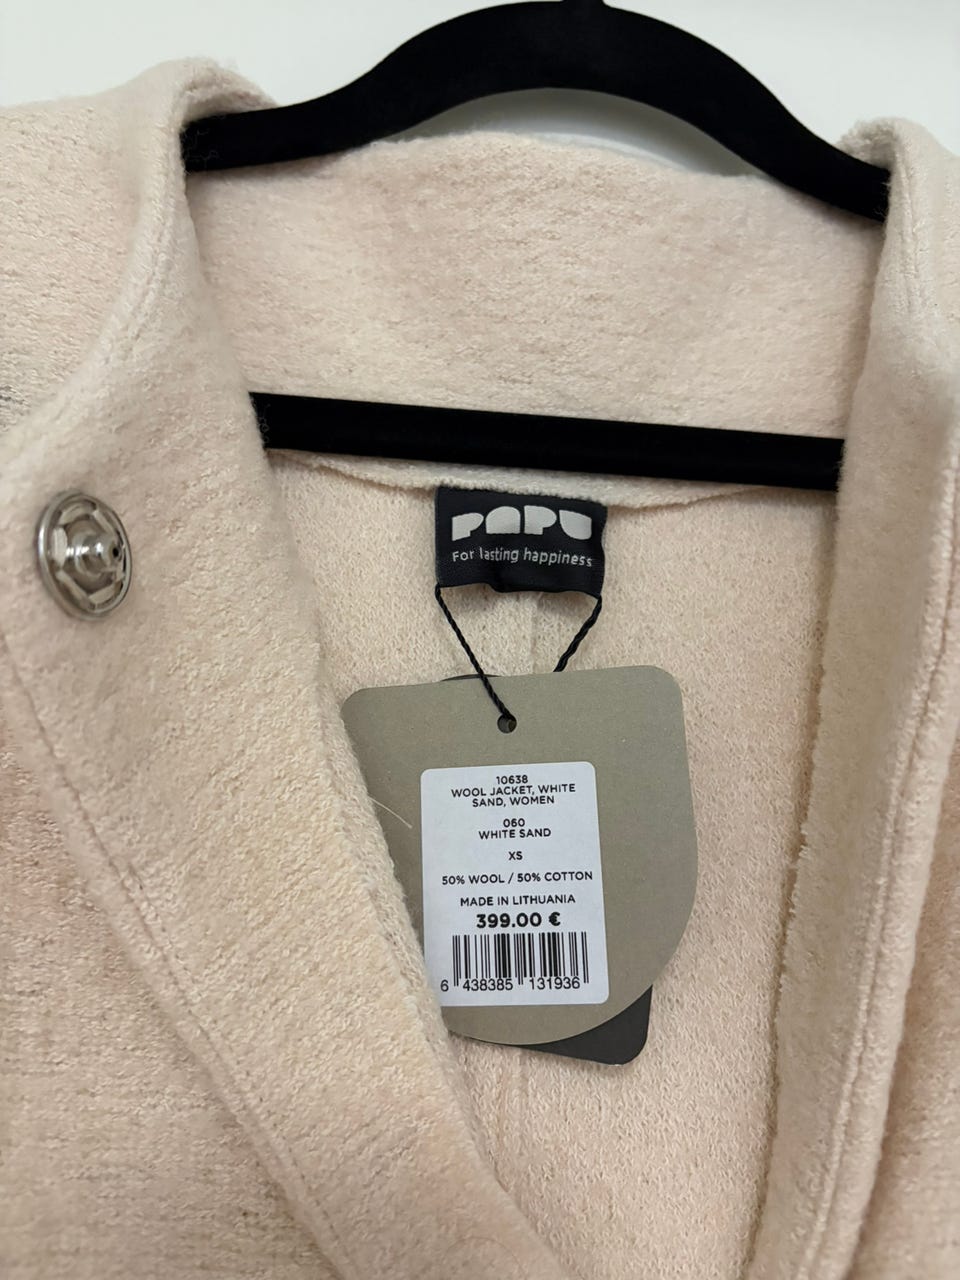 PAPU
For lasting happiness
10638
WOOL JACKET, WHITE
SAND, WOMEN
060
WHITE SAND
XS
50% WOOL / 50% COTTON
MADE IN LITHUANIA
399.00 €
6 438385 131936